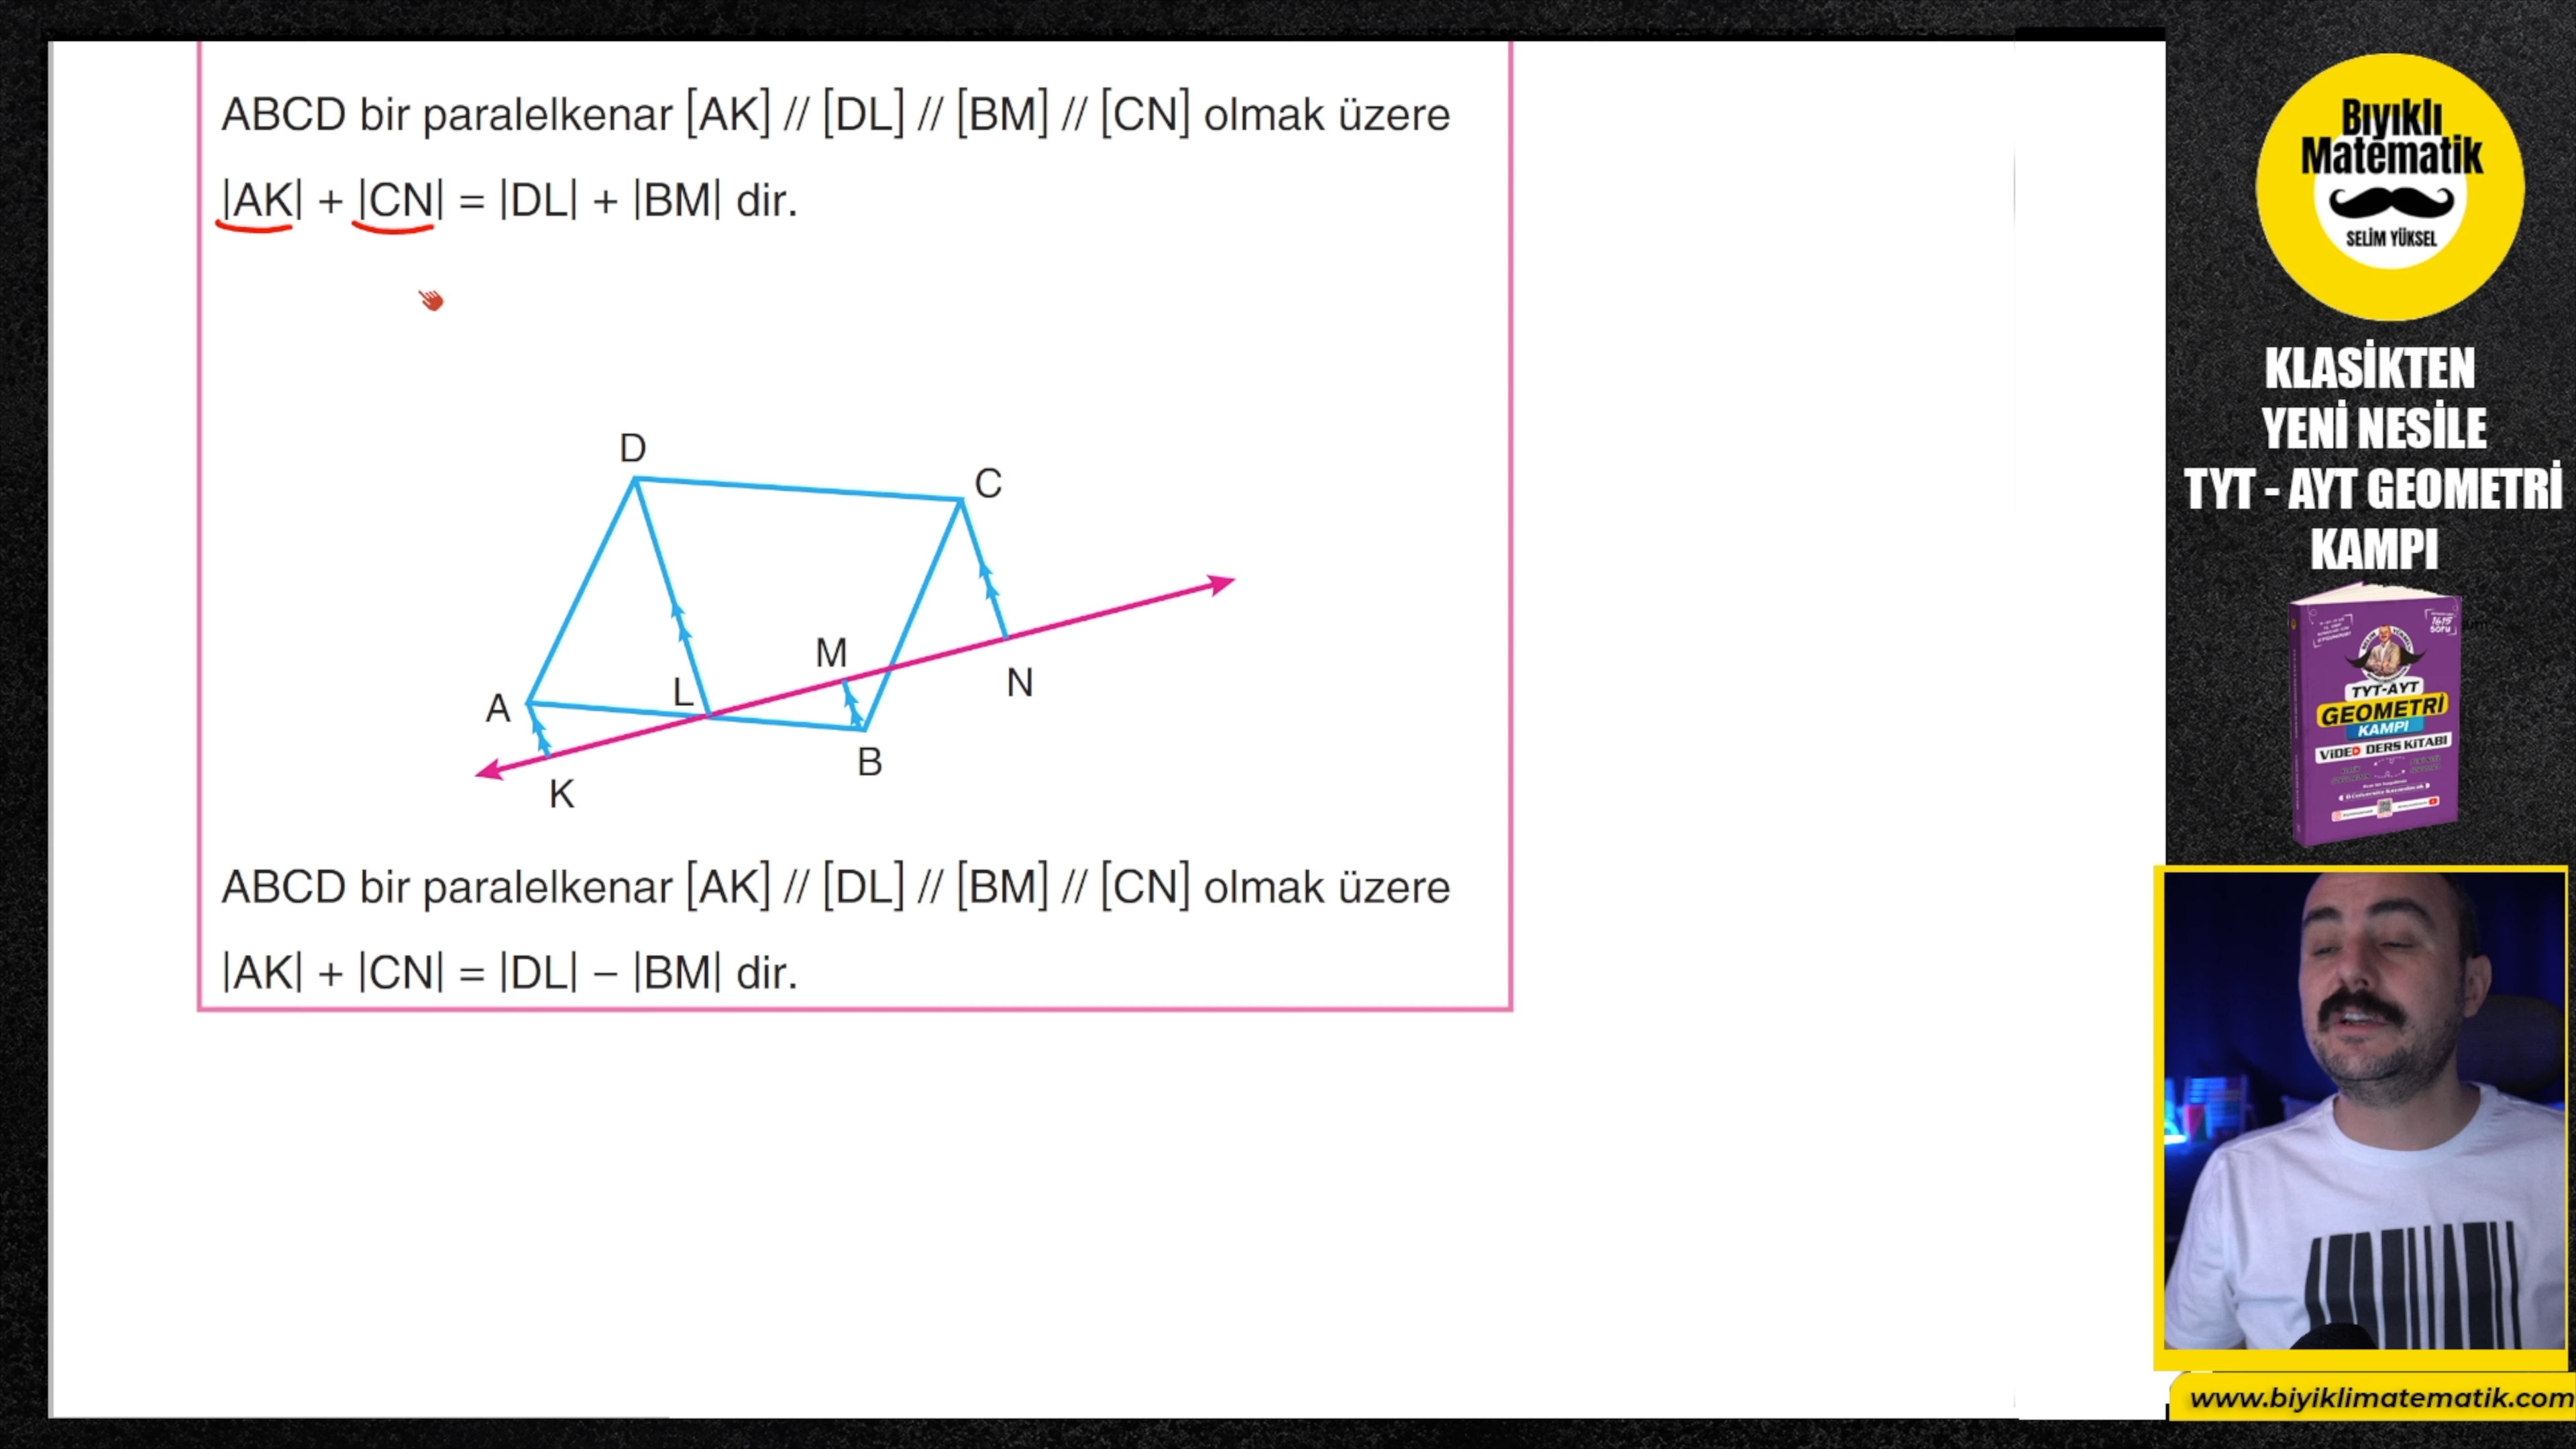 ABCD bir paralelkenar [AK] // [DL] // [BM] // [CN] olmak üzere
|AK| + |CN| = |DL| + |BM| dir.
D
C
M
N
L
A
B
K
ABCD bir paralelkenar [AK] // [DL] // [BM] // [CN] olmak üzere
|AK| + |CN| = |DL| – |BM| dir.
Bıyıklı
Matematik
SELİM YÜKSEL
KLASİKTEN
YENİ NESİLE
TYT - AYT GEOMETRİ
KAMPI
1615
soru
TYT-AYT
GEOMETRİ
KAMPI
VİDEO DERS KİTABI
www.biyiklimatematik.com